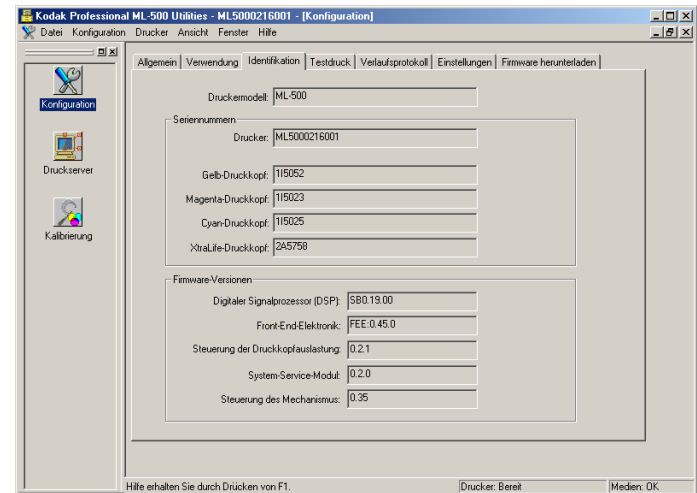 Kodak Professional ML-500 Utilities - ML5000216001 - [Konfiguration]
Datei Konfiguration Drucker Ansicht Fenster Hilfe
Konfiguration
Druckserver
Kalibrierung
Allgemein Verwendung Identifikation Testdruck Verlaufsprotokoll Einstellungen Firmware herunterladen
Druckermodell: ML-500
Seriennummern
Drucker: ML5000216001
Gelb-Druckkopf: 1I5052
Magenta-Druckkopf: 1I5023
Cyan-Druckkopf: 1I5025
XtraLife-Druckkopf: 2A5758
Firmware-Versionen
Digitaler Signalprozessor (DSP): SB0.19.00
Front-End-Elektronik: FEE:0.45.0
Steuerung der Druckkopfauslastung: 0.2.1
System-Service-Modul: 0.2.0
Steuerung des Mechanismus: 0.35
Hilfe erhalten Sie durch Drücken von F1.
Drucker: Bereit
Medien: OK